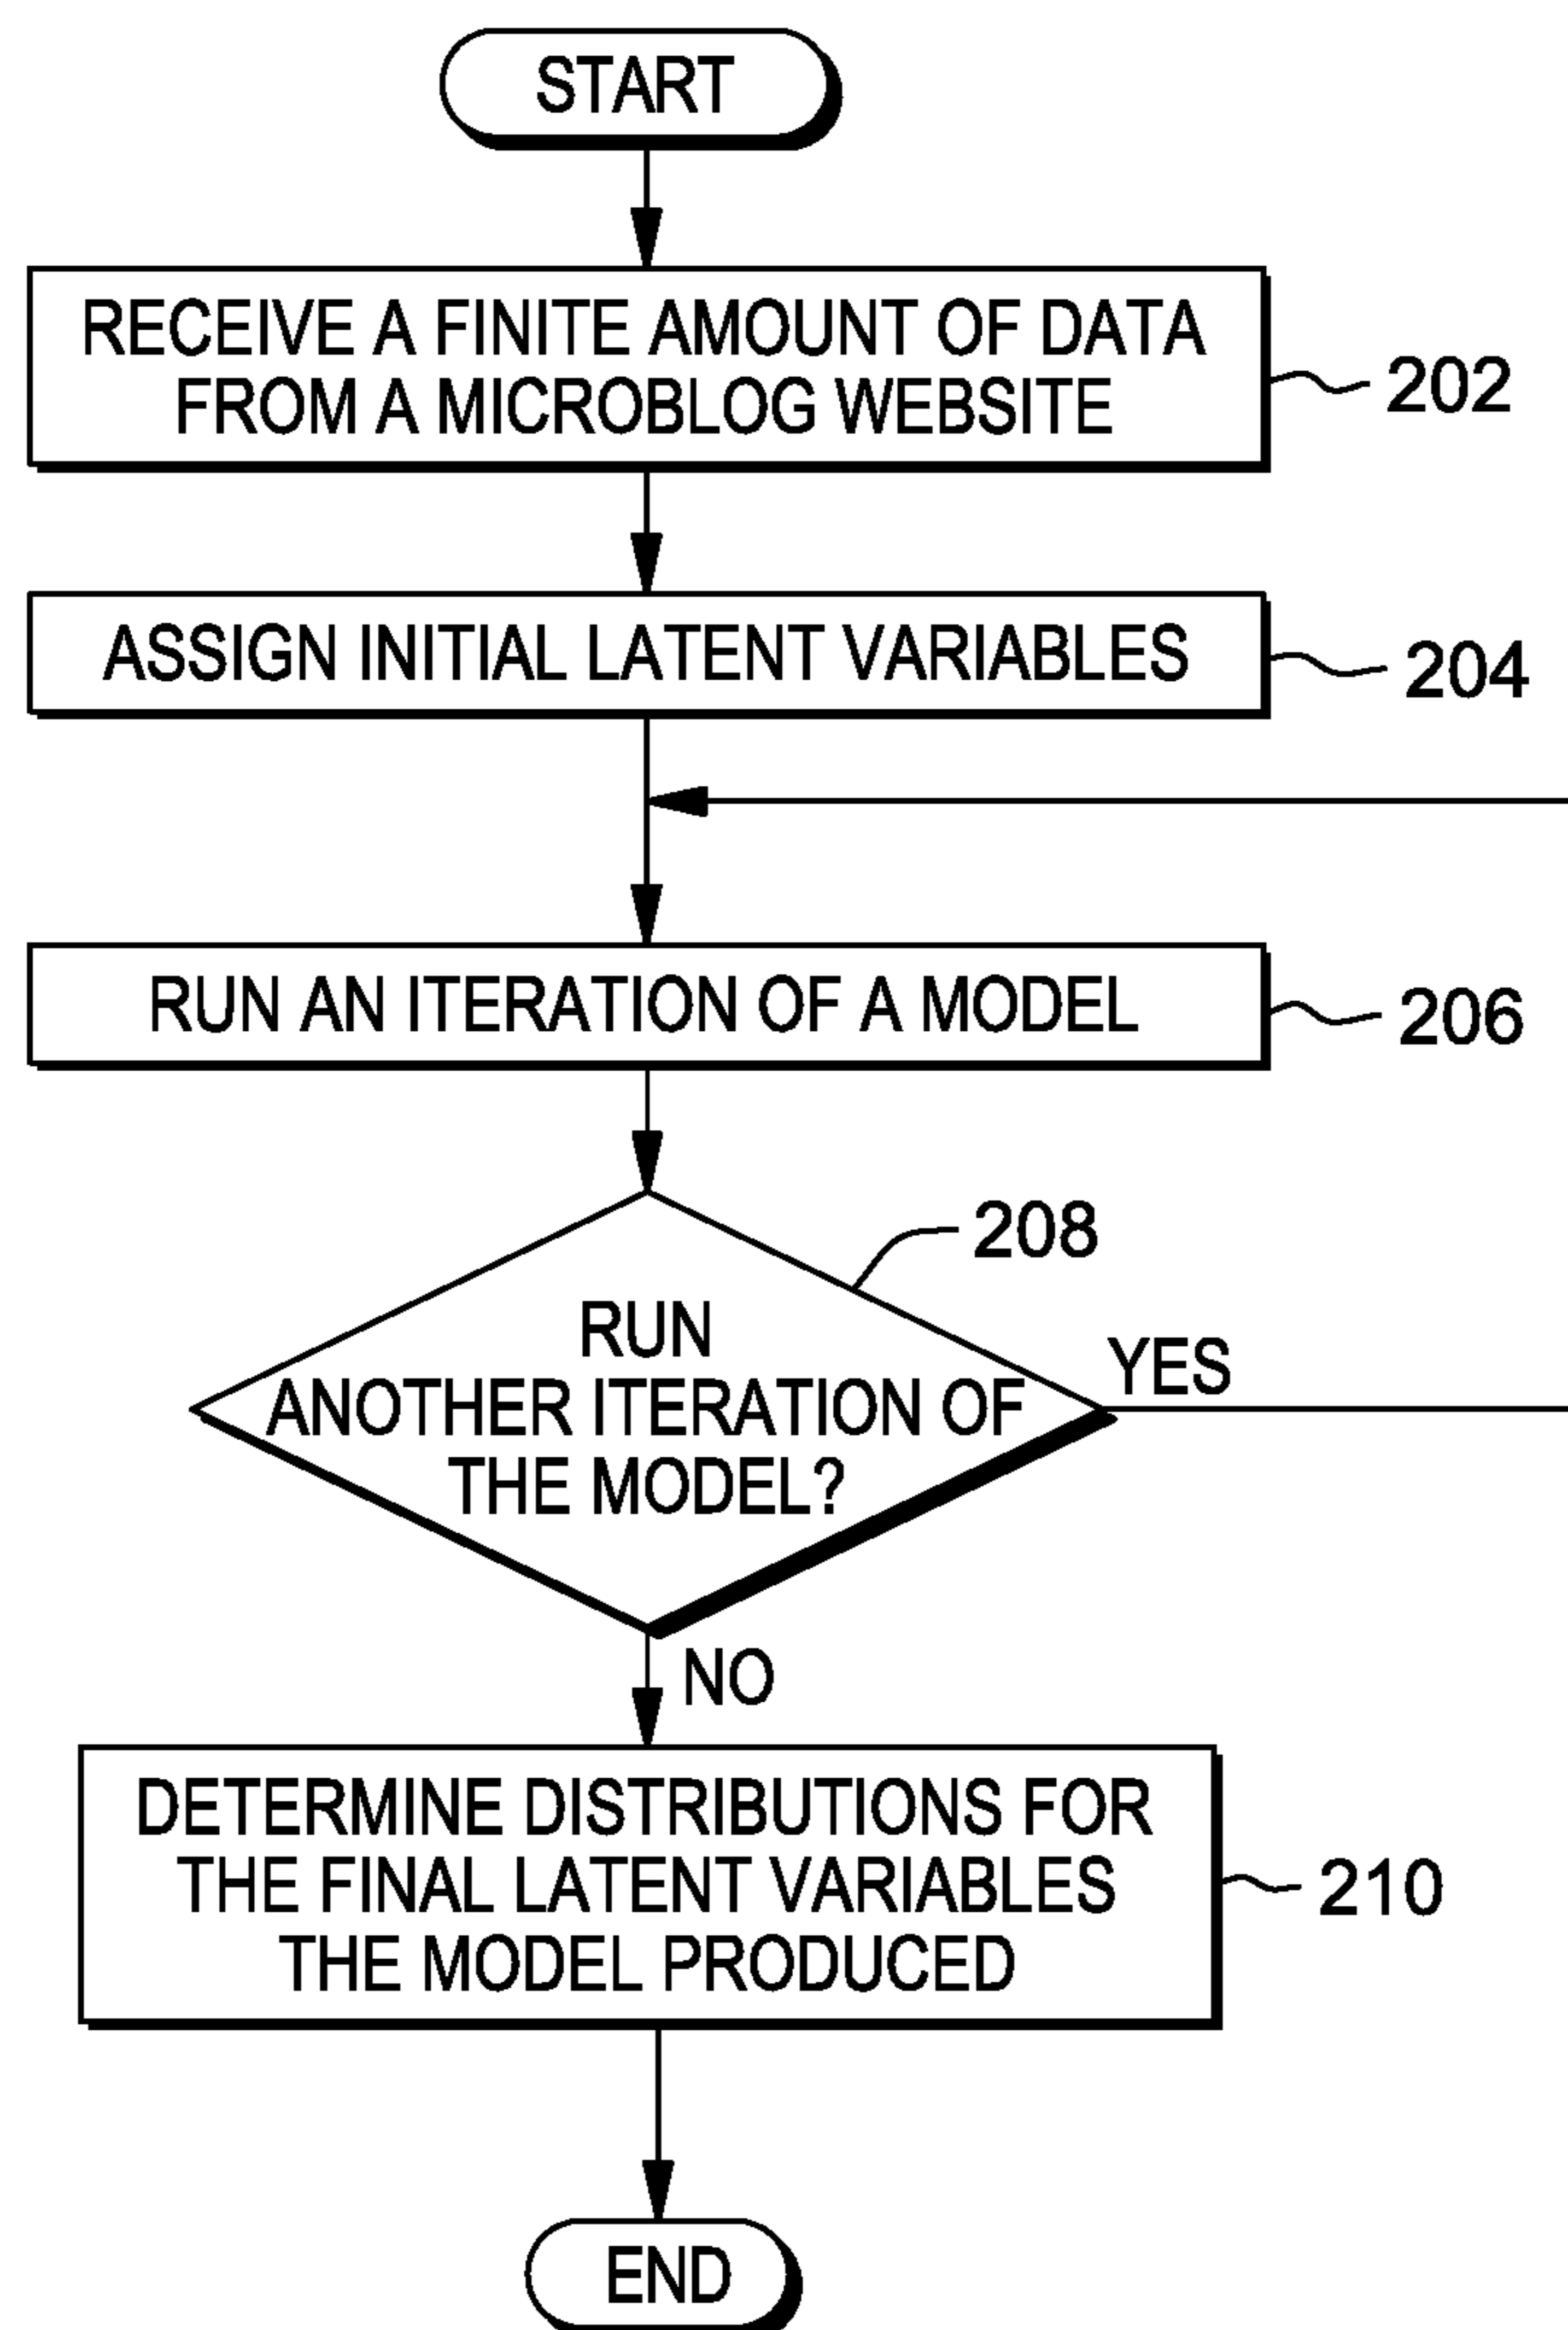 START
RECEIVE A FINITE AMOUNT OF DATA
FROM A MICROBLOG WEBSITE
202
ASSIGN INITIAL LATENT VARIABLES
204
RUN AN ITERATION OF A MODEL
206
208
RUN
ANOTHER ITERATION OF
THE MODEL?
YES
NO
DETERMINE DISTRIBUTIONS FOR
THE FINAL LATENT VARIABLES
THE MODEL PRODUCED
210
END